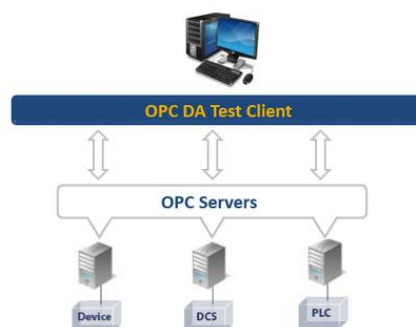 OPC DA Test Client
OPC Servers
Device
DCS
PLC